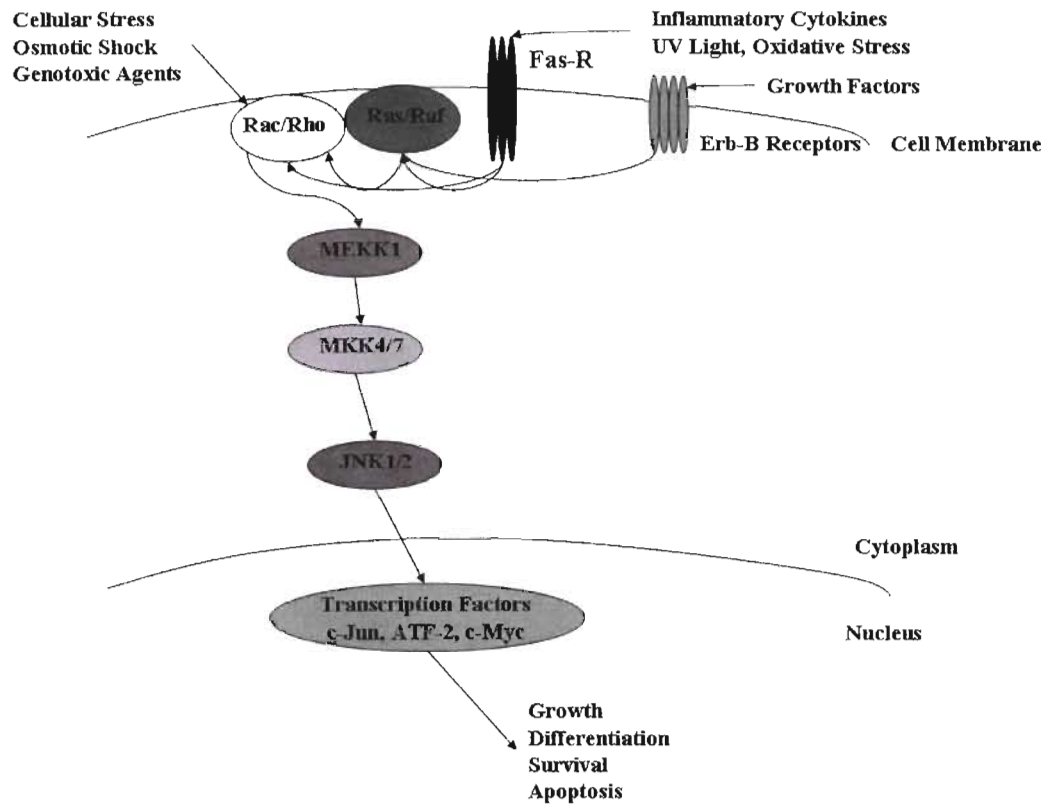 Cellular Stress
Osmotic Shock
Genotoxic Agents
Inflammatory Cytokines
UV Light, Oxidative Stress
Fas-R
Growth Factors
Rac/Rho
Ras/Raf
Erb-B Receptors
Cell Membrane
MEKK1
MKK4/7
JNK1/2
Cytoplasm
Transcription Factors
c-Jun, ATF-2, c-Myc
Nucleus
Growth
Differentiation
Survival
Apoptosis